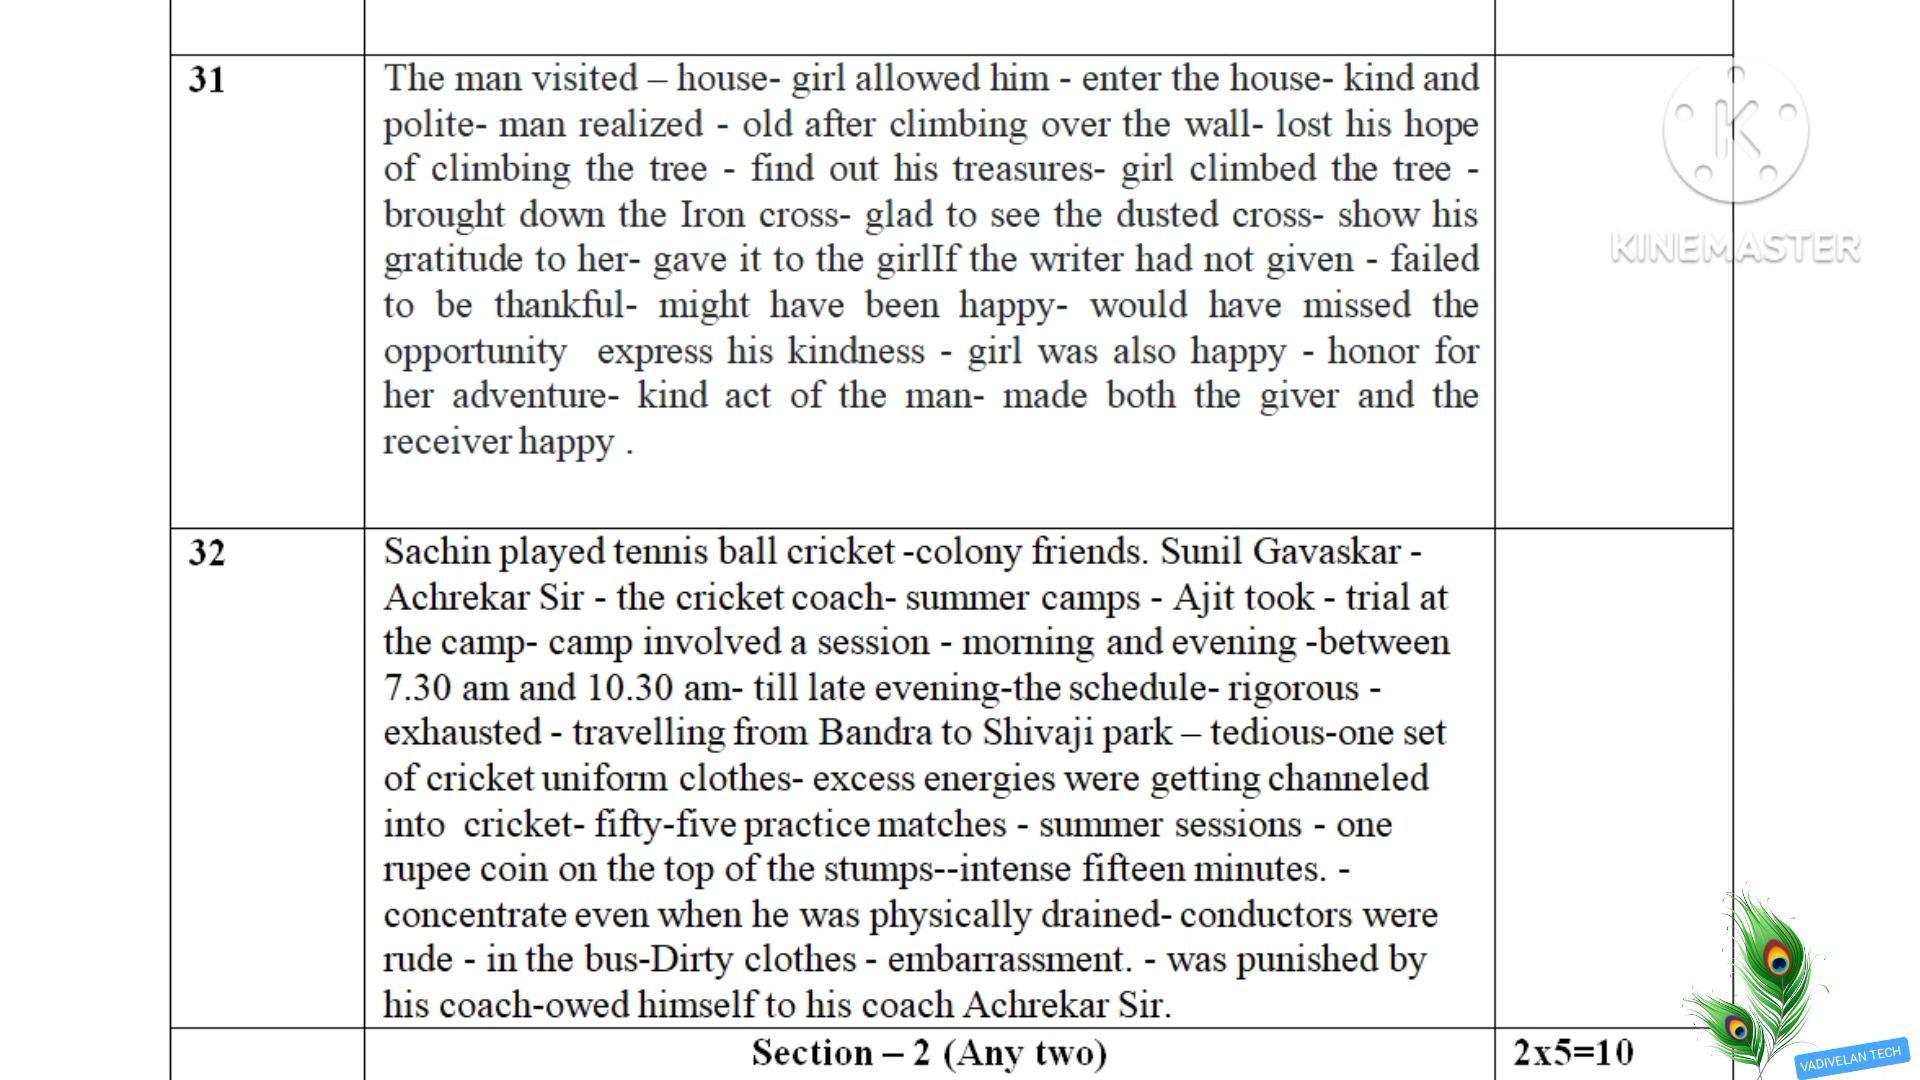 31
The man visited – house- girl allowed him - enter the house- kind and
polite- man realized - old after climbing over the wall- lost his hope
of climbing the tree - find out his treasures- girl climbed the tree -
brought down the Iron cross- glad to see the dusted cross- show his
gratitude to her- gave it to the girlIf the writer had not given - failed
to be thankful- might have been happy- would have missed the
opportunity express his kindness - girl was also happy - honor for
her adventure- kind act of the man- made both the giver and the
receiver happy .
K
KINEMASTER
32
Sachin played tennis ball cricket -colony friends. Sunil Gavaskar -
Achrekar Sir - the cricket coach- summer camps - Ajit took - trial at
the camp- camp involved a session - morning and evening -between
7.30 am and 10.30 am- till late evening-the schedule- rigorous -
exhausted - travelling from Bandra to Shivaji park – tedious-one set
of cricket uniform clothes- excess energies were getting channeled
into cricket- fifty-five practice matches - summer sessions - one
rupee coin on the top of the stumps--intense fifteen minutes. -
concentrate even when he was physically drained- conductors were
rude - in the bus-Dirty clothes - embarrassment. - was punished by
his coach-owed himself to his coach Achrekar Sir.
Section – 2 (Any two)
2x5=10
VADIVELAN TECH